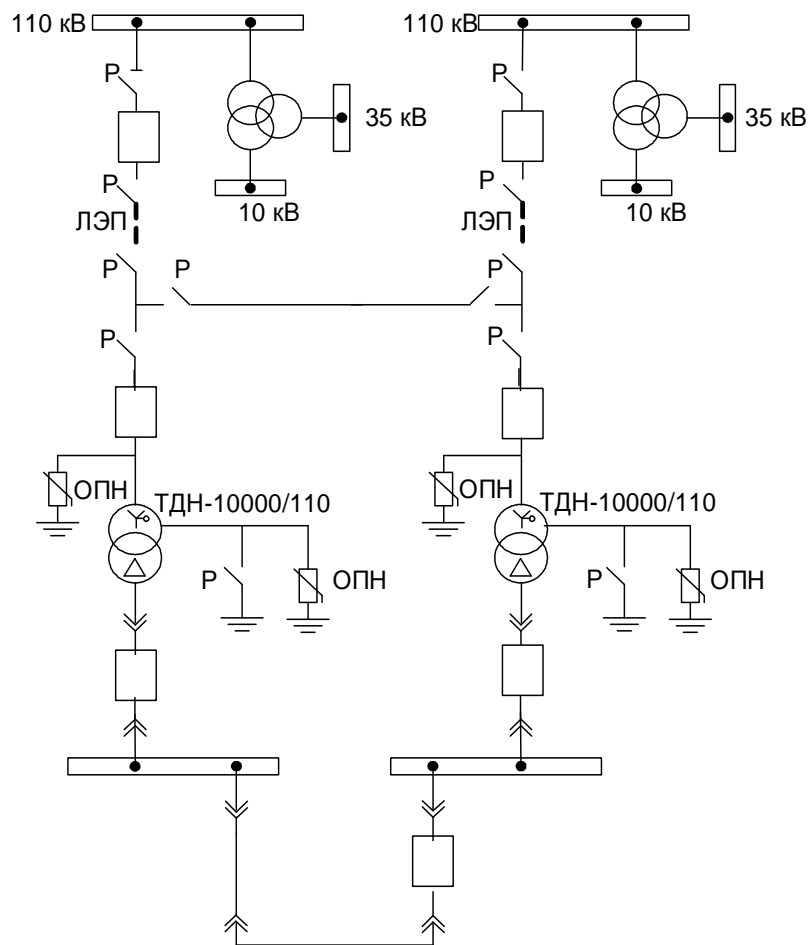 110 кВ
110 кВ
Р
Р
35 кВ
35 кВ
Р
Р
10 кВ
10 кВ
ЛЭП
ЛЭП
Р
Р
Р
Р
Р
ОПН
ТДН-10000/110
ОПН
ТДН-10000/110
Р
ОПН
Р
ОПН